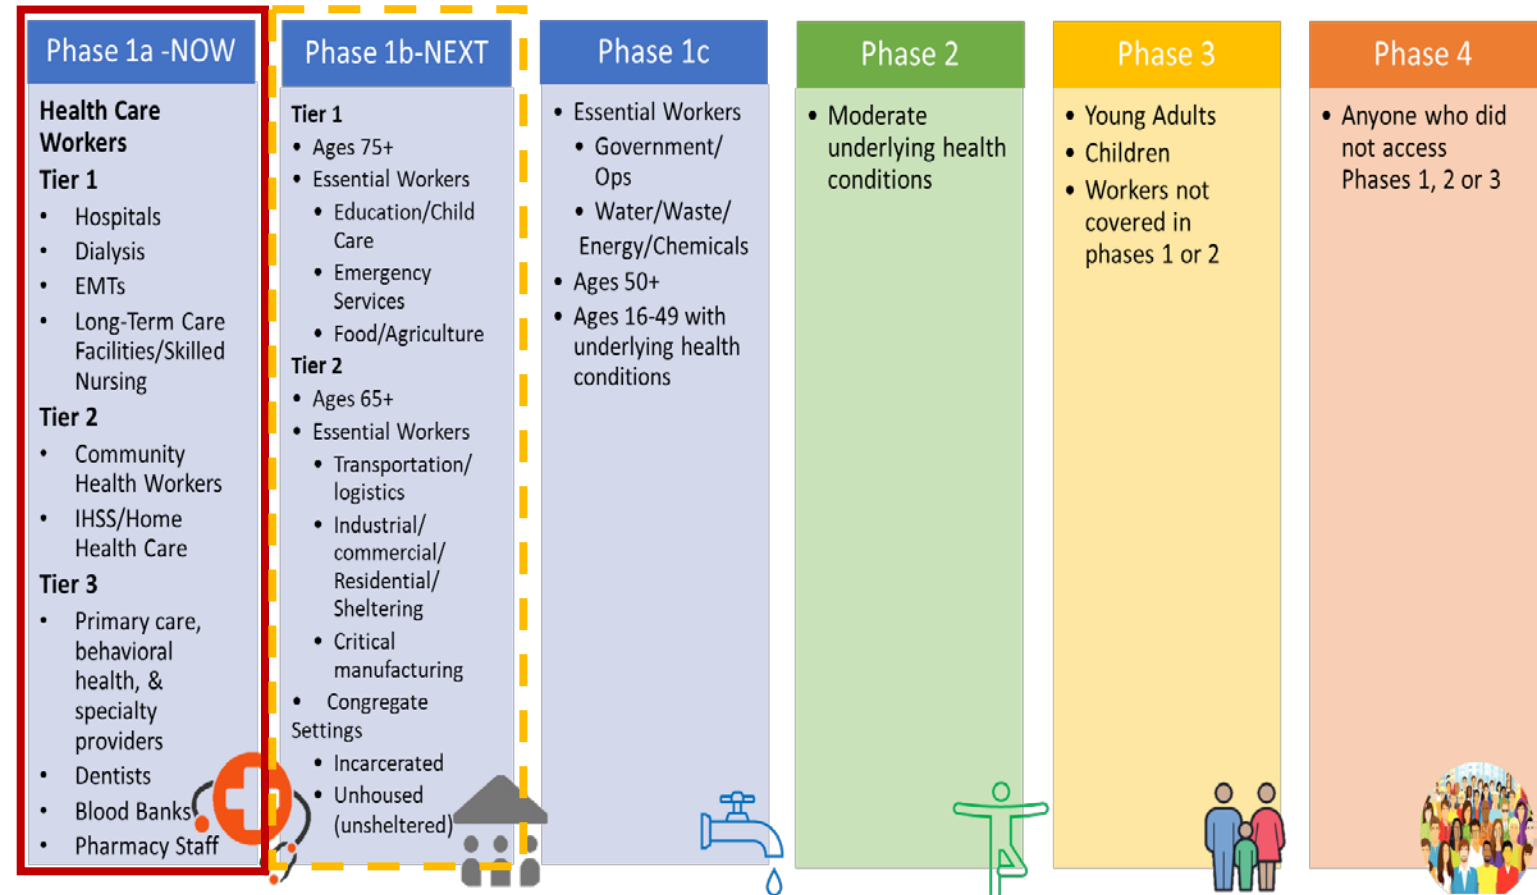 Phase 1a -NOW
Health Care
Workers
Tier 1
• Hospitals
• Dialysis
• EMTs
• Long-Term Care
Facilities/Skilled
Nursing
Tier 2
• Community
Health Workers
• IHSS/Home
Health Care
Tier 3
• Primary care,
behavioral
health, &
specialty
providers
• Dentists
• Blood Banks
• Pharmacy Staff
Phase 1b-NEXT
Tier 1
• Ages 75+
• Essential Workers
• Education/Child
Care
• Emergency
Services
• Food/Agriculture
Tier 2
• Ages 65+
• Essential Workers
• Transportation/
logistics
• Industrial/
commercial/
Residential/
Sheltering
• Critical
manufacturing
• Congregate
Settings
• Incarcerated
• Unhoused
(unsheltered)
Phase 1c
• Essential Workers
• Government/
Ops
• Water/Waste/
Energy/Chemicals
• Ages 50+
• Ages 16-49 with
underlying health
conditions
Phase 2
• Moderate
underlying health
conditions
Phase 3
• Young Adults
• Children
• Workers not
covered in
phases 1 or 2
Phase 4
• Anyone who did
not access
Phases 1, 2 or 3